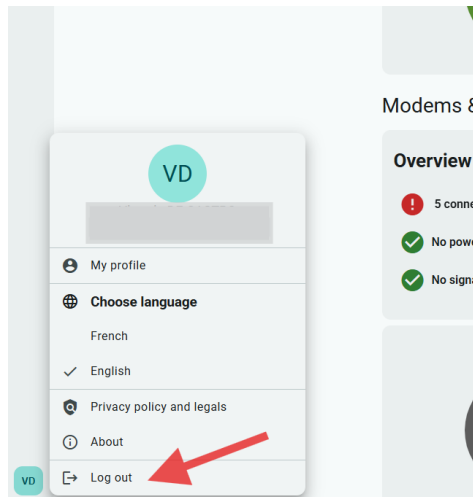 Modems &
VD
Overview
5 conne
My profile
No powe
Choose language
No signa
French
English
Privacy policy and legals
About
VD
Log out